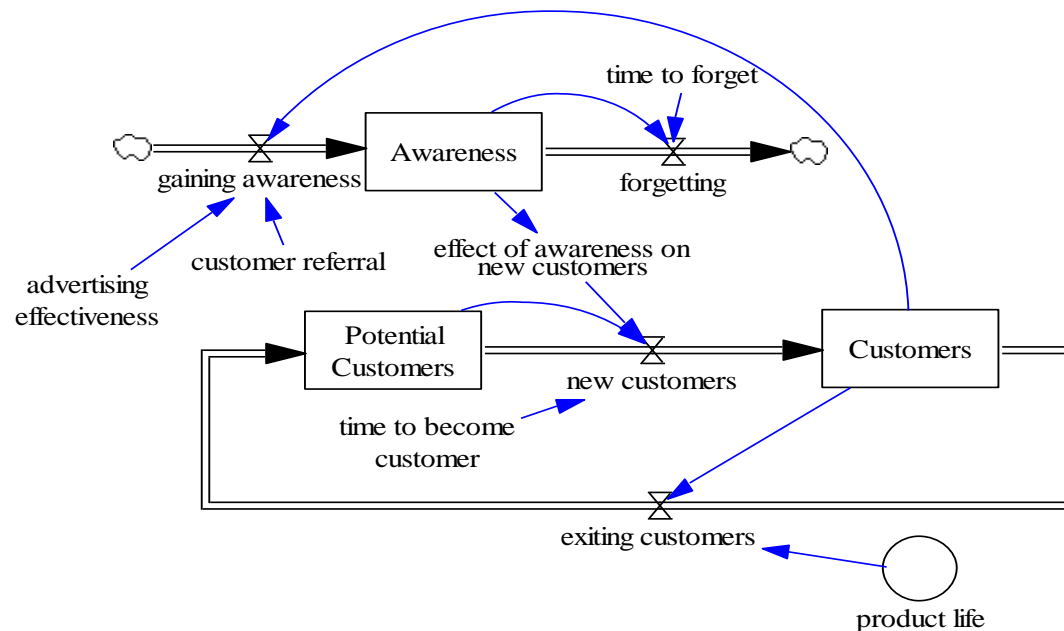 time to forget
Awareness
gaining awareness
forgetting
effect of awareness on
new customers
customer referral
advertising
effectiveness
Potential
Customers
Customers
new customers
time to become
customer
exiting customers
product life